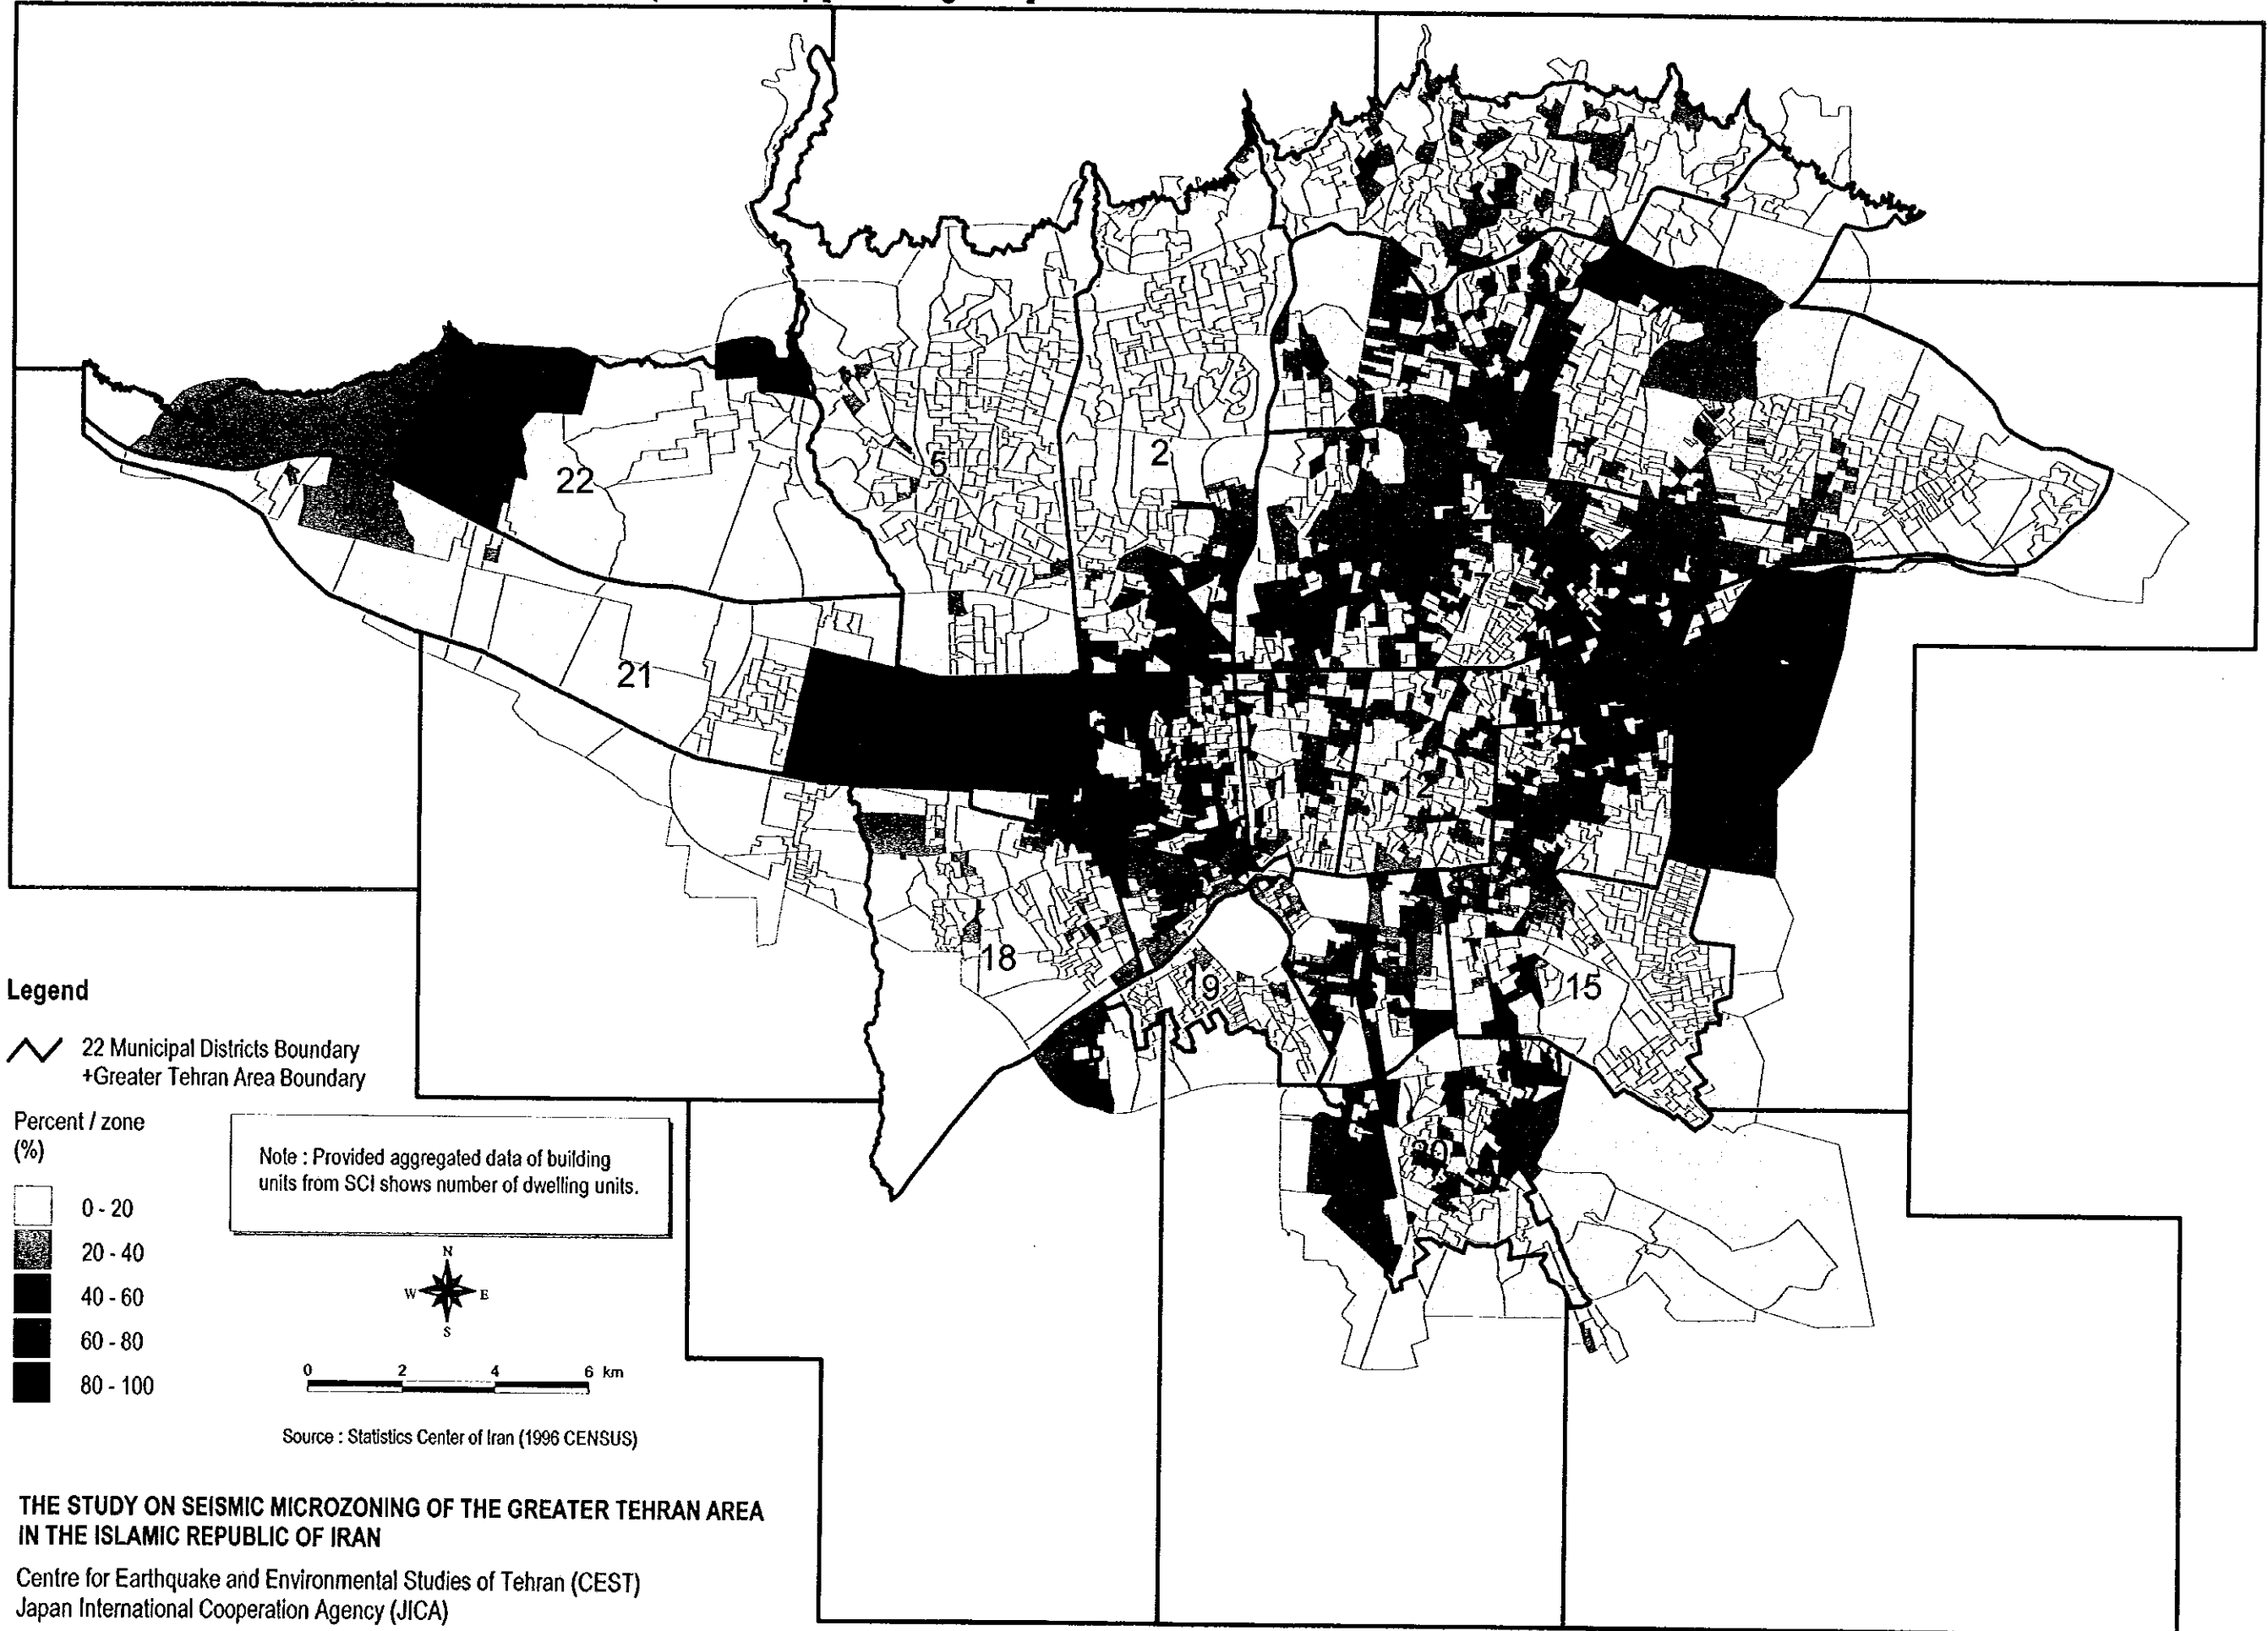 22
5
2
7
21
1
2
18
19
15
20
Legend
22 Municipal Districts Boundary
+Greater Tehran Area Boundary
Percent / zone
(%)
0 - 20
20 - 40
40 - 60
60 - 80
80 - 100
Note : Provided aggregated data of building
units from SCI shows number of dwelling units.
N
W E
S
0 2 4 6 km
Source : Statistics Center of Iran (1996 CENSUS)
THE STUDY ON SEISMIC MICROZONING OF THE GREATER TEHRAN AREA
IN THE ISLAMIC REPUBLIC OF IRAN
Centre for Earthquake and Environmental Studies of Tehran (CEST)
Japan International Cooperation Agency (JICA)